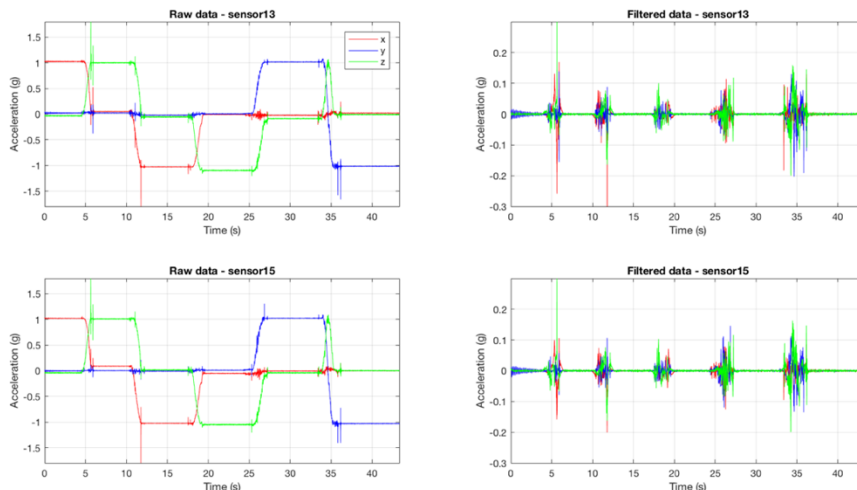 Raw data - sensor13
Acceleration (g)
1.5
1
0.5
0
-0.5
-1
-1.5
0 5 10 15 20 25 30 35 40
Time (s)
x
y
z
Filtered data - sensor13
Acceleration (g)
0.2
0.1
0
-0.1
-0.2
-0.3
0 5 10 15 20 25 30 35 40
Time (s)
Raw data - sensor15
Acceleration (g)
1.5
1
0.5
0
-0.5
-1
-1.5
0 5 10 15 20 25 30 35 40
Time (s)
Filtered data - sensor15
Acceleration (g)
0.2
0.1
0
-0.1
-0.2
-0.3
0 5 10 15 20 25 30 35 40
Time (s)